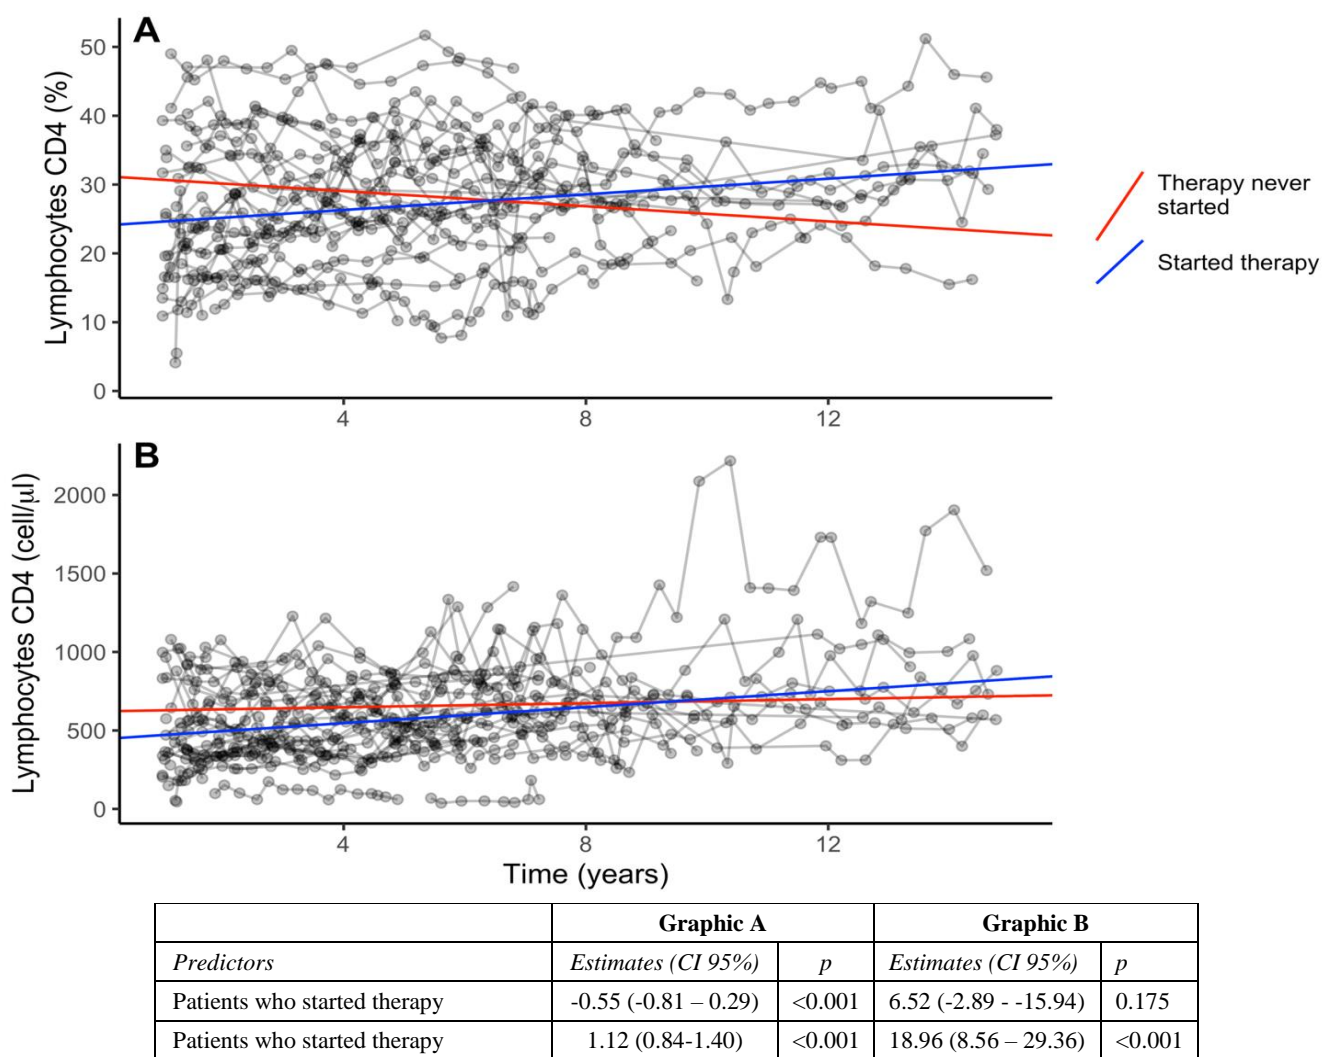 A
Lymphocytes CD4 (%)
50
40
30
20
10
0
4 8 12
Therapy never
started
Started therapy
B
Lymphocytes CD4 (cell/µl)
2000
1500
1000
500
0
4 8 12
Time (years)
Graphic A Graphic B
Predictors Estimates (CI 95%) p Estimates (CI 95%) p
Patients who started therapy -0.55 (-0.81 – 0.29) <0.001 6.52 (-2.89 - -15.94) 0.175
Patients who started therapy 1.12 (0.84-1.40) <0.001 18.96 (8.56 – 29.36) <0.001